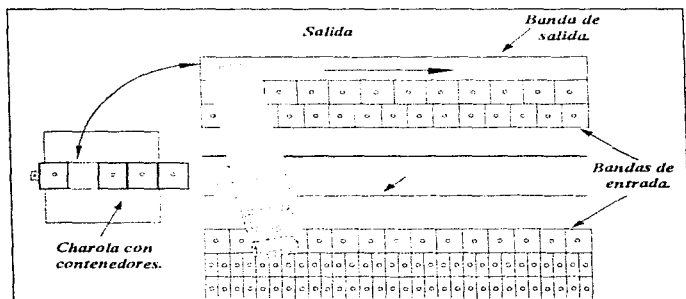 Banda de
salida.
Salida
Bandas de
entrada.
Charola con
contenedores.